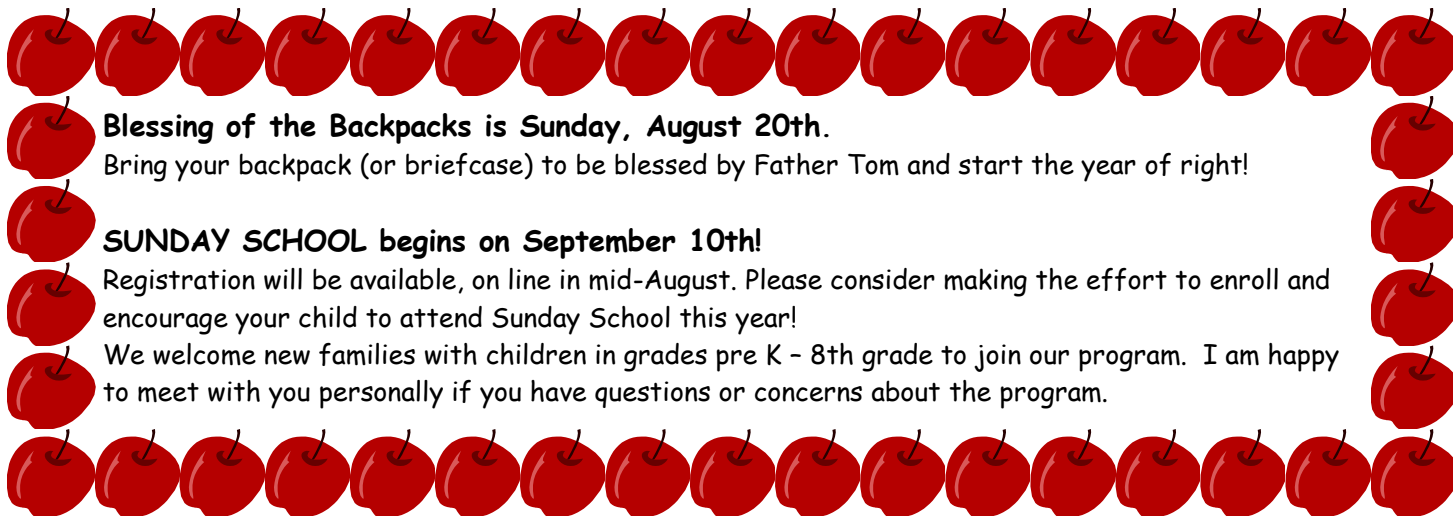 Blessing of the Backpacks is Sunday, August 20th.
Bring your backpack (or briefcase) to be blessed by Father Tom and start the year of right!
SUNDAY SCHOOL begins on September 10th!
Registration will be available, on line in mid-August. Please consider making the effort to enroll and
encourage your child to attend Sunday School this year!
We welcome new families with children in grades pre K – 8th grade to join our program.  I am happy
to meet with you personally if you have questions or concerns about the program.